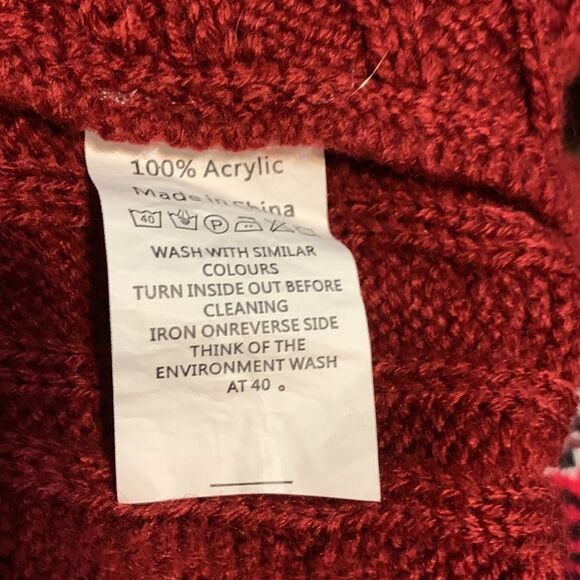 100% Acrylic
Made in China
40 P
WASH WITH SIMILAR
COLOURS
TURN INSIDE OUT BEFORE
CLEANING
IRON ONREVERSE SIDE
THINK OF THE
ENVIRONMENT WASH
AT 40 。